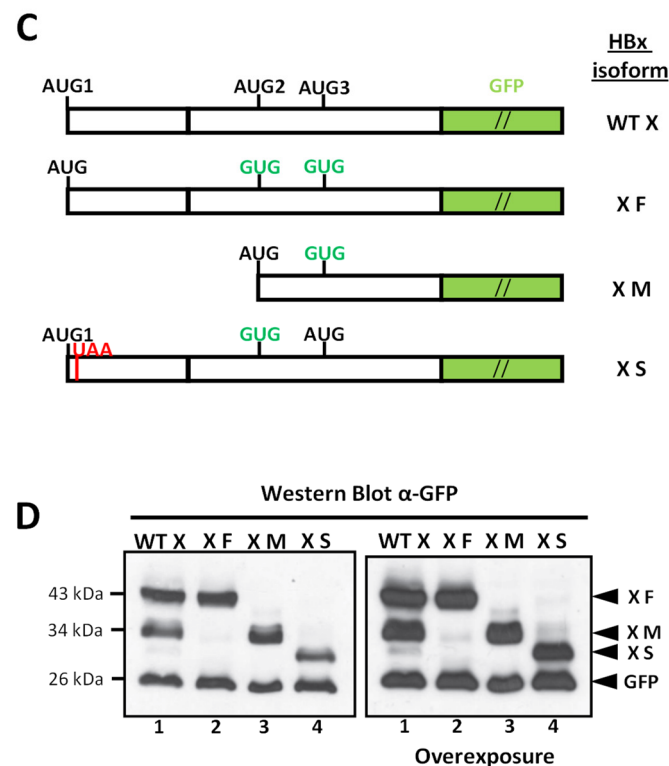 C
HBx
isoform
AUG1 AUG2 AUG3 GFP
// WT X
AUG GUG GUG
// X F
AUG GUG
// X M
AUG1 UAA GUG AUG
// X S
D
Western Blot α-GFP
WT X X F X M X S WT X X F X M X S
43 kDa X F
34 kDa X M
X S
26 kDa GFP
1 2 3 4 1 2 3 4
Overexposure